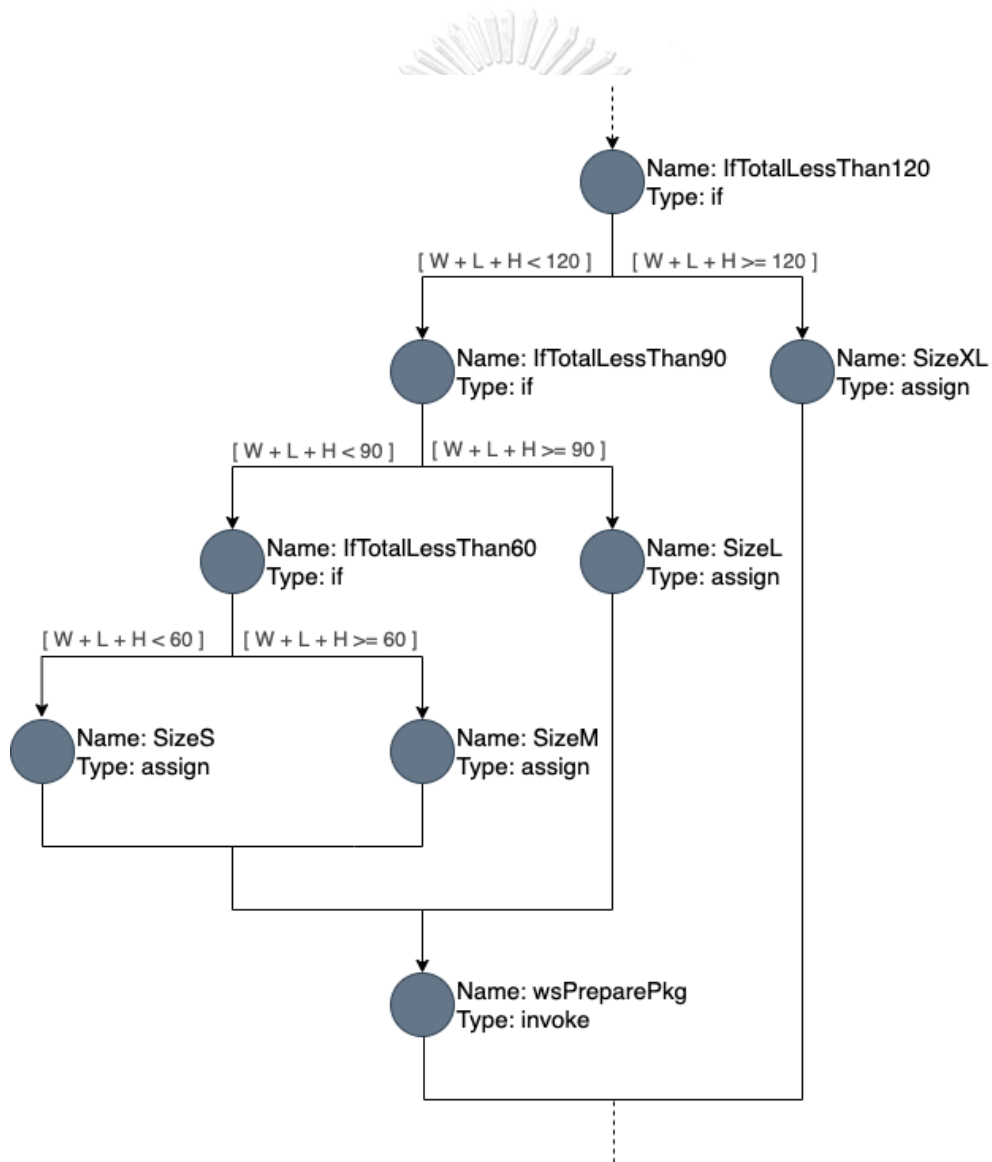 Name: IfTotalLessThan120
Type: if
[ W + L + H < 120 ] [ W + L + H >= 120 ]
Name: IfTotalLessThan90
Type: if
Name: SizeXL
Type: assign
[ W + L + H < 90 ] [ W + L + H >= 90 ]
Name: IfTotalLessThan60
Type: if
Name: SizeL
Type: assign
[ W + L + H < 60 ] [ W + L + H >= 60 ]
Name: SizeS
Type: assign
Name: SizeM
Type: assign
Name: wsPreparePkg
Type: invoke